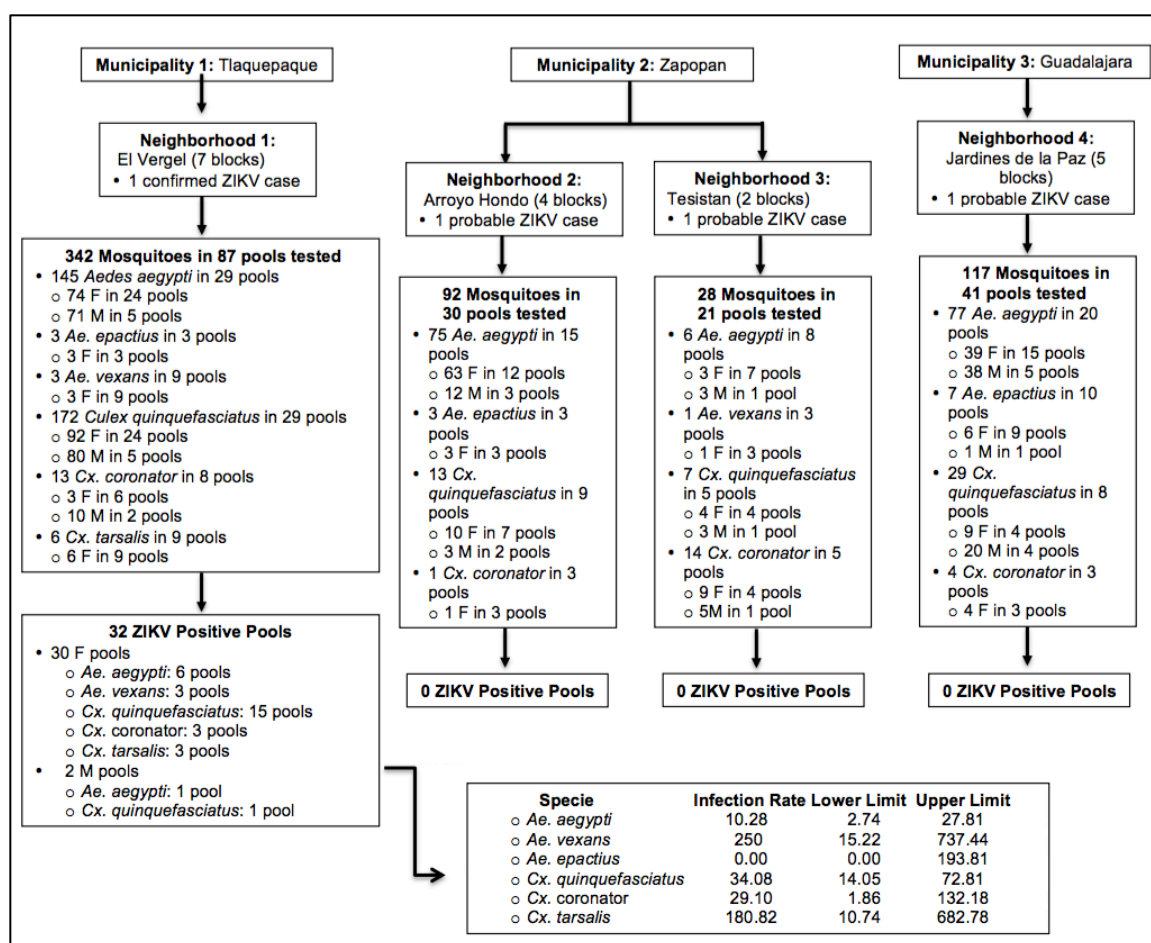 Municipality 1: Tlaquepaque
Neighborhood 1:
El Vergel (7 blocks)
• 1 confirmed ZIKV case
342 Mosquitoes in 87 pools tested
• 145 Aedes aegypti in 29 pools
o 74 F in 24 pools
o 71 M in 5 pools
• 3 Ae. epactius in 3 pools
o 3 F in 3 pools
• 3 Ae. vexans in 9 pools
o 3 F in 9 pools
• 172 Culex quinquefasciatus in 29 pools
o 92 F in 24 pools
o 80 M in 5 pools
• 13 Cx. coronator in 8 pools
o 3 F in 6 pools
o 10 M in 2 pools
• 6 Cx. tarsalis in 9 pools
o 6 F in 9 pools
32 ZIKV Positive Pools
• 30 F pools
o Ae. aegypti: 6 pools
o Ae. vexans: 3 pools
o Cx. quinquefasciatus: 15 pools
o Cx. coronator: 3 pools
o Cx. tarsalis: 3 pools
• 2 M pools
o Ae. aegypti: 1 pool
o Cx. quinquefasciatus: 1 pool
Municipality 2: Zapopan
Neighborhood 2:
Arroyo Hondo (4 blocks)
• 1 probable ZIKV case
92 Mosquitoes in
30 pools tested
• 75 Ae. aegypti in 15
pools
o 63 F in 12 pools
o 12 M in 3 pools
• 3 Ae. epactius in 3
pools
o 3 F in 3 pools
• 13 Cx.
quinquefasciatus in 9
pools
o 10 F in 7 pools
o 3 M in 2 pools
• 1 Cx. coronator in 3
pools
o 1 F in 3 pools
0 ZIKV Positive Pools
Neighborhood 3:
Tesistan (2 blocks)
• 1 probable ZIKV case
28 Mosquitoes in
21 pools tested
• 6 Ae. aegypti in 8
pools
o 3 F in 7 pools
o 3 M in 1 pool
• 1 Ae. vexans in 3
pools
o 1 F in 3 pools
• 7 Cx. quinquefasciatus
in 5 pools
o 4 F in 4 pools
o 3 M in 1 pool
• 14 Cx. coronator in 5
pools
o 9 F in 4 pools
o 5M in 1 pool
0 ZIKV Positive Pools
Municipality 3: Guadalajara
Neighborhood 4:
Jardines de la Paz (5
blocks)
• 1 probable ZIKV case
117 Mosquitoes in
41 pools tested
• 77 Ae. aegypti in 20
pools
o 39 F in 15 pools
o 38 M in 5 pools
• 7 Ae. epactius in 10
pools
o 6 F in 9 pools
o 1 M in 1 pool
• 29 Cx.
quinquefasciatus in 8
pools
o 9 F in 4 pools
o 20 M in 4 pools
• 4 Cx. coronator in 3
pools
o 4 F in 3 pools
0 ZIKV Positive Pools
Specie Infection Rate Lower Limit Upper Limit
o Ae. aegypti 10.28 2.74 27.81
o Ae. vexans 250 15.22 737.44
o Ae. epactius 0.00 0.00 193.81
o Cx. quinquefasciatus 34.08 14.05 72.81
o Cx. coronator 29.10 1.86 132.18
o Cx. tarsalis 180.82 10.74 682.78